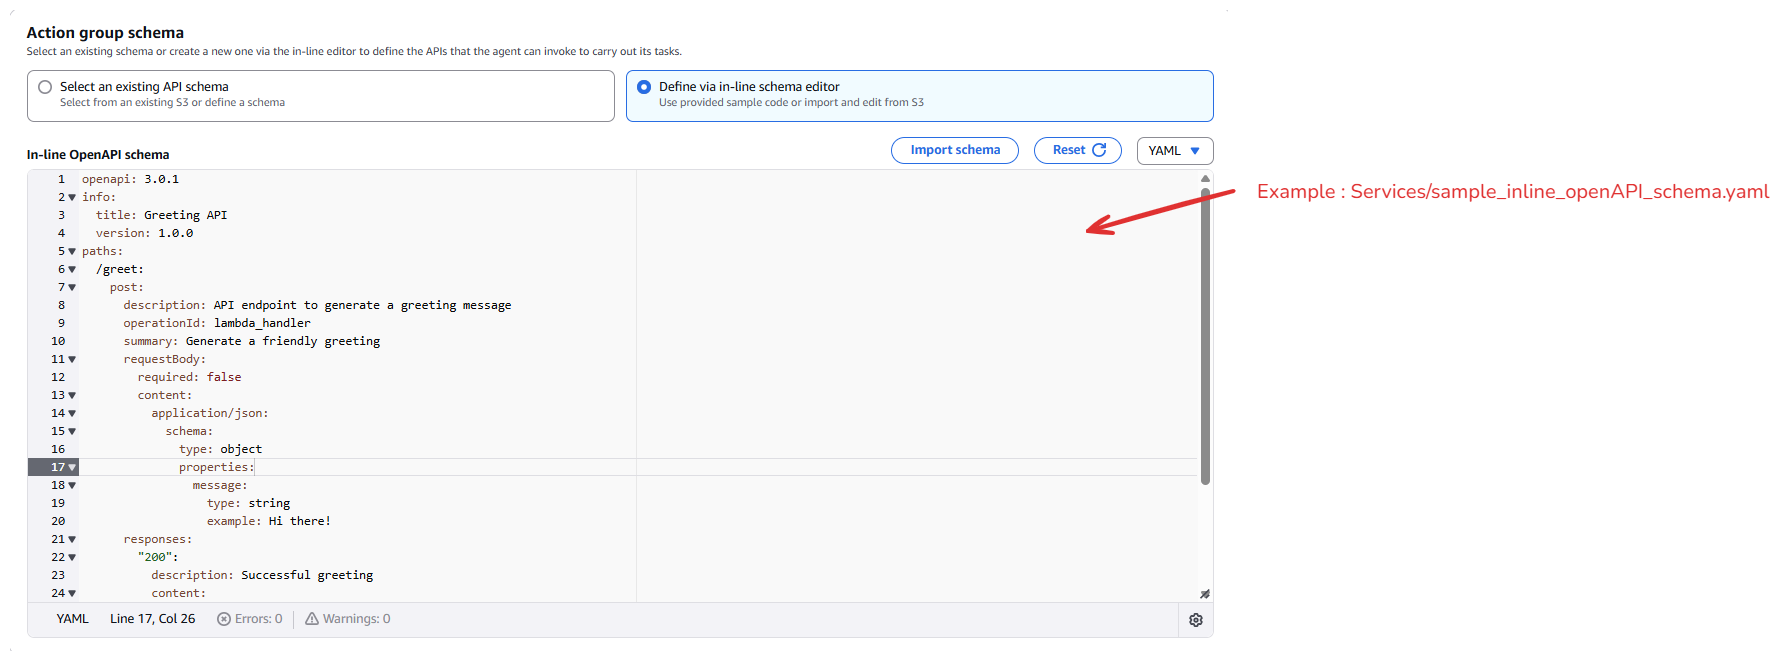 Action group schema
Select an existing schema or create a new one via the in-line editor to define the APIs that the agent can invoke to carry out its tasks.
Select an existing API schema
Select from an existing S3 or define a schema
Define via in-line schema editor
Use provided sample code or import and edit from S3
In-line OpenAPI schema
Import schema
Reset
YAML
1 openapi: 3.0.1
2 info:
3 title: Greeting API
4 version: 1.0.0
5 paths:
6 /greet:
7 post:
8 description: API endpoint to generate a greeting message
9 operationId: lambda_handler
10 summary: Generate a friendly greeting
11 requestBody:
12 required: false
13 content:
14 application/json:
15 schema:
16 type: object
17 properties:
18 message:
19 type: string
20 example: Hi there!
21 responses:
22 "200":
23 description: Successful greeting
24 content:
YAML Line 17, Col 26 Errors: 0 Warnings: 0
Example : Services/sample_inline_openAPI_schema.yaml